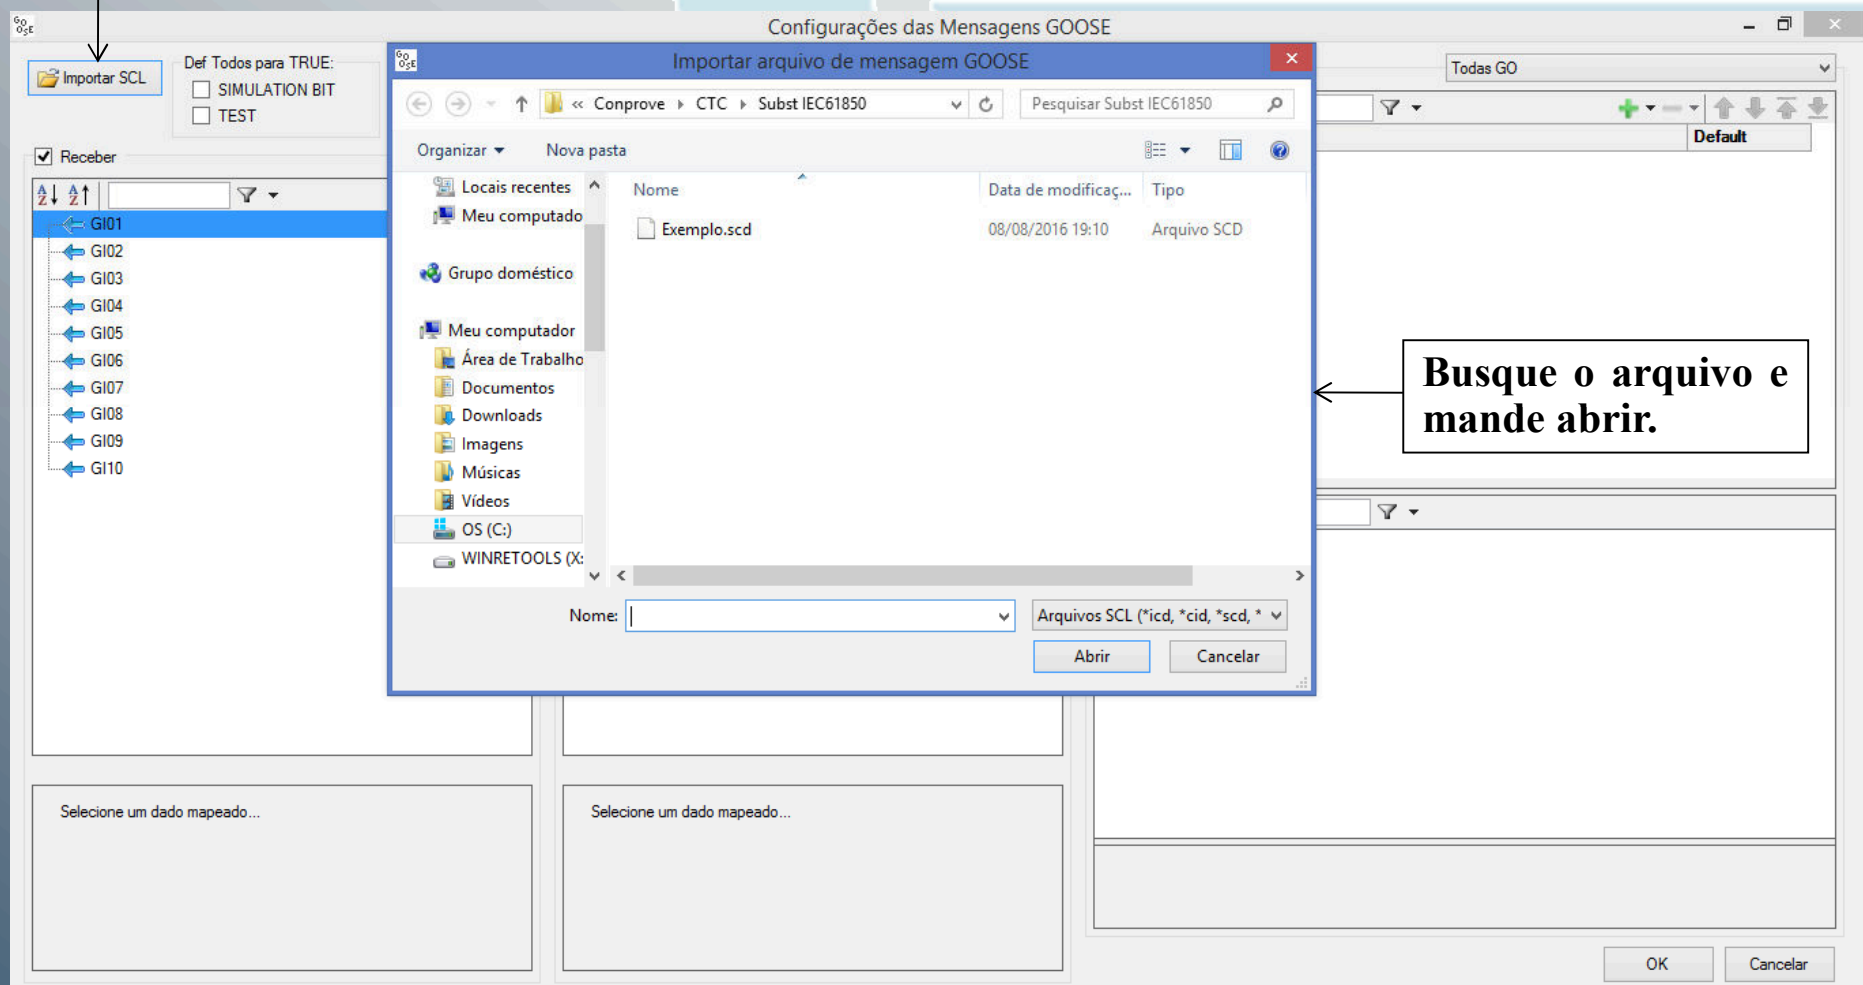 GOOSE
Configurações das Mensagens GOOSE
Importar SCL
Def Todos para TRUE:
SIMULATION BIT
TEST
Receber
GI01
GI02
GI03
GI04
GI05
GI06
GI07
GI08
GI09
GI10
Selecione um dado mapeado...
Selecione um dado mapeado...
GOOSE
Importar arquivo de mensagem GOOSE
« Conprove CTC Subst IEC61850
Pesquisar Subst IEC61850
Organizar
Nova pasta
Locais recentes
Meu computado
Grupo doméstico
Meu computador
Área de Trabalho
Documentos
Downloads
Imagens
Músicas
Vídeos
OS (C:)
WINRETOOLS (X:
Nome
Data de modificaç...
Tipo
Exemplo.scd
08/08/2016 19:10
Arquivo SCD
Nome:
Arquivos SCL (*icd, *cid, *scd, *
Abrir
Cancelar
Todas GO
Default
Busque o arquivo e
mande abrir.
OK
Cancelar